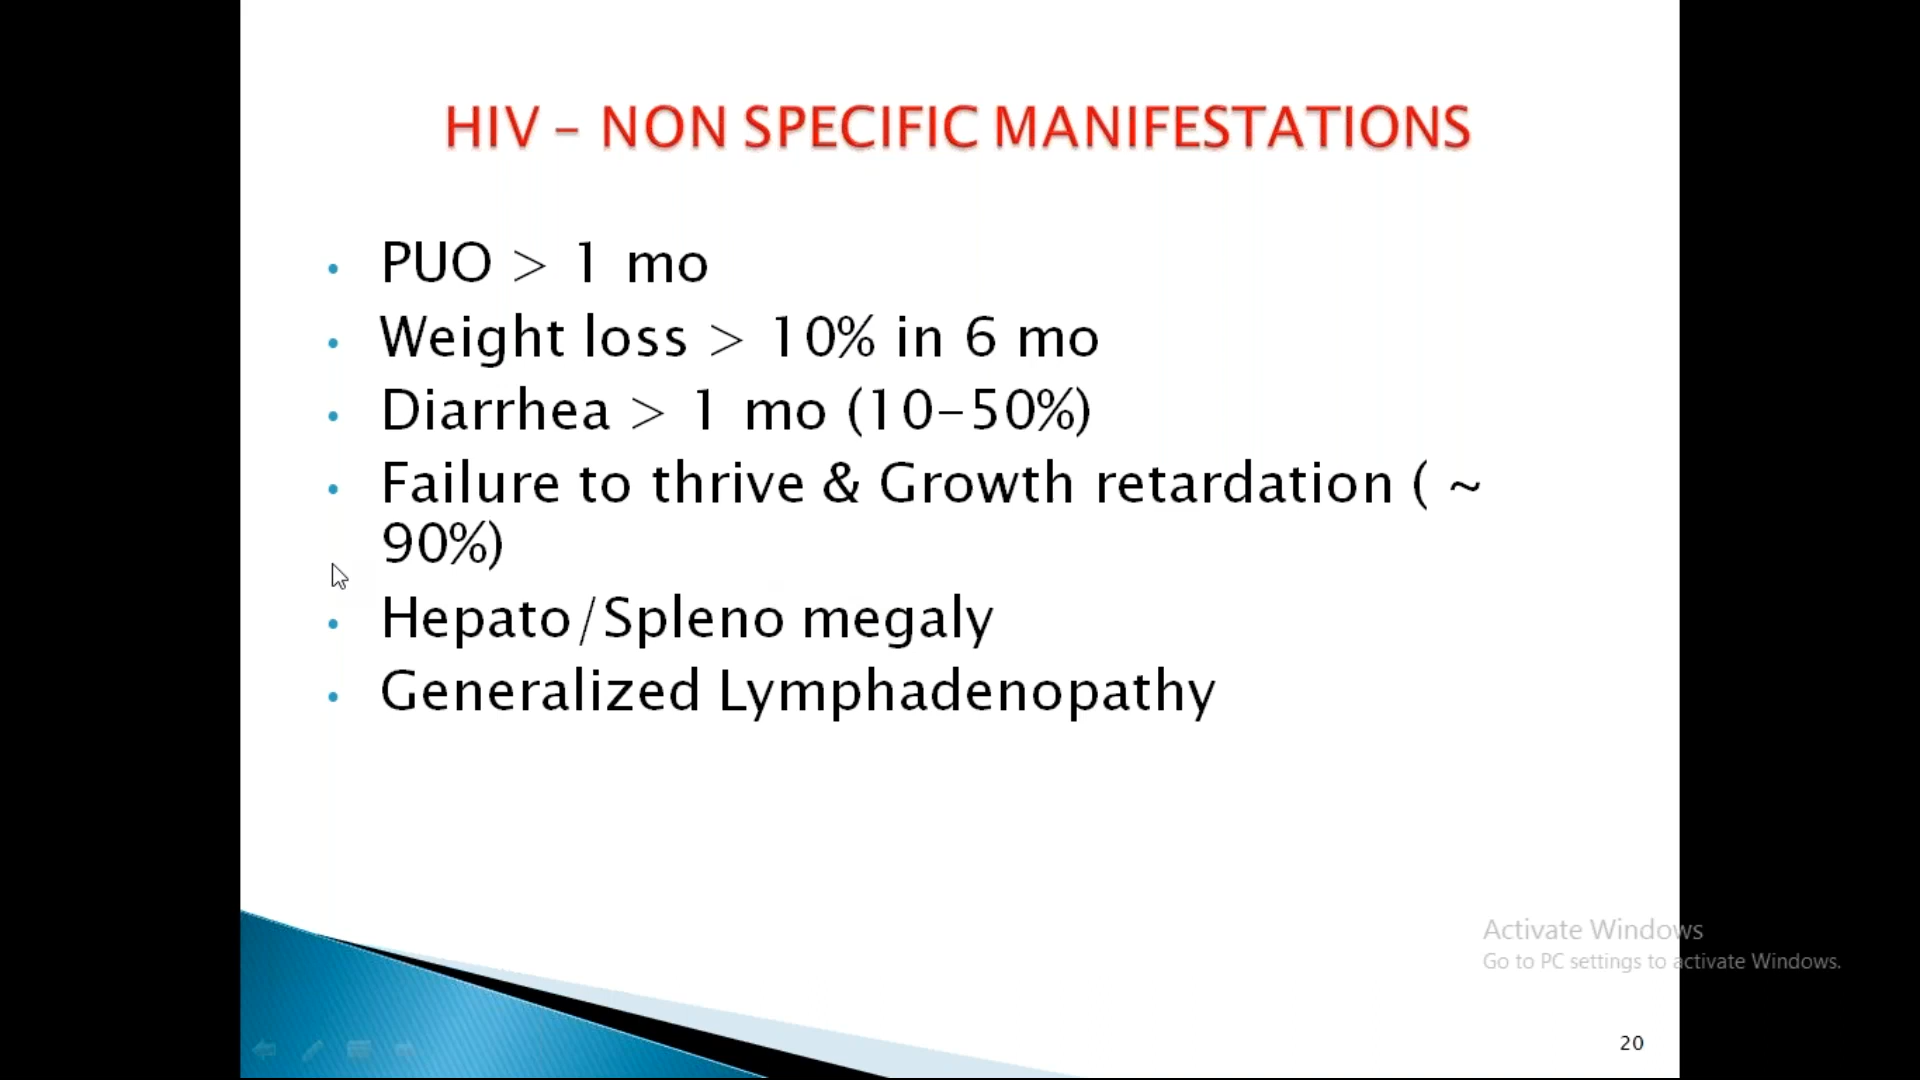 HIV – NON SPECIFIC MANIFESTATIONS
• PUO > 1 mo
• Weight loss > 10% in 6 mo
• Diarrhea > 1 mo (10-50%)
• Failure to thrive & Growth retardation ( ~
90%)
• Hepato/Spleno megaly
• Generalized Lymphadenopathy
Activate Windows
Go to PC settings to activate Windows.
20